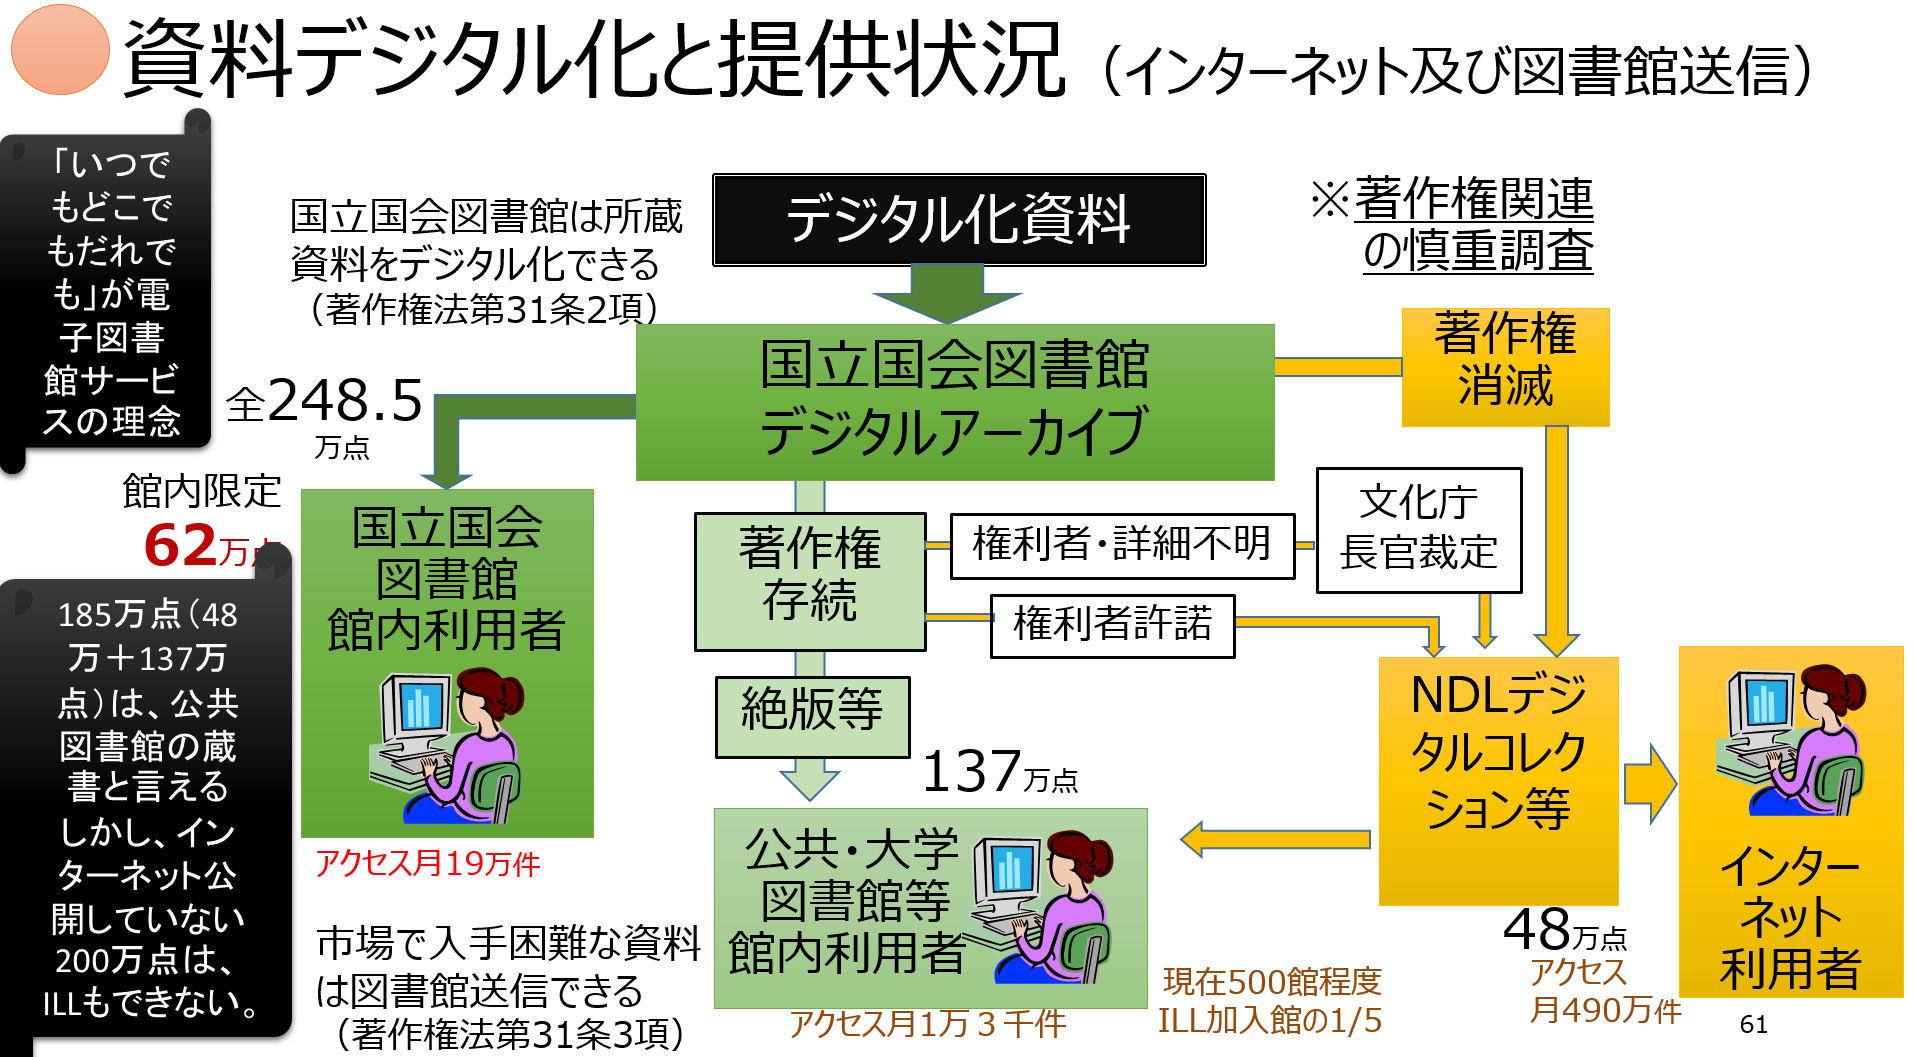 資料デジタル化と提供状況（インターネット及び図書館送信）
「いつで
もどこで
もだれで
も」が電
子図書
館サービ
スの理念
国立国会図書館は所蔵
資料をデジタル化できる
（著作権法第31条2項）
デジタル化資料
※著作権関連
の慎重調査
国立国会図書館
デジタルアーカイブ
著作権
消滅
全248.5
万点
館内限定
62万点
国立国会
図書館
館内利用者
アクセス月19万件
著作権
存続
権利者・詳細不明
文化庁
長官裁定
権利者許諾
絶版等
137万点
公共・大学
図書館等
館内利用者
アクセス月1万３千件
NDLデジ
タルコレク
ション等
48万点
アクセス
月490万件
インター
ネット
利用者
現在500館程度
ILL加入館の1/5
185万点（48
万＋137万
点）は、公共
図書館の蔵
書と言える
しかし、イン
ターネット公
開していない
200万点は、
ILLもできない。
市場で入手困難な資料
は図書館送信できる
（著作権法第31条3項）
61